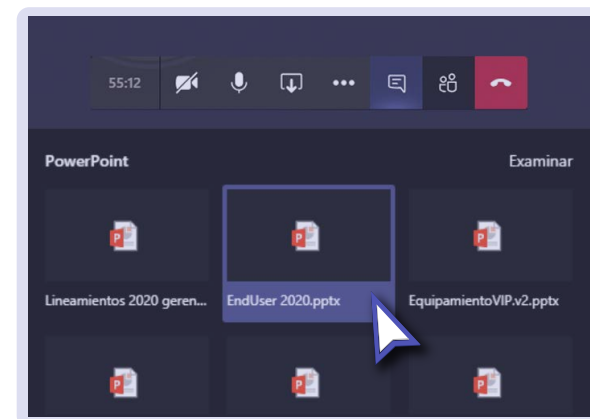 55:12
PowerPoint
Examinar
Lineamientos 2020 geren...
EndUser 2020.pptx
EquipamientoVIP.v2.pptx